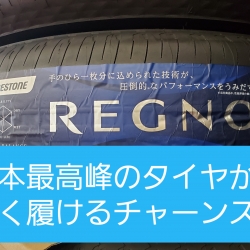 手のひら一枚分に込められた技術が、
圧倒的なパフォーマンスをうみだす
REGNO
本最高峰のタイヤが
く履けるチャーンス